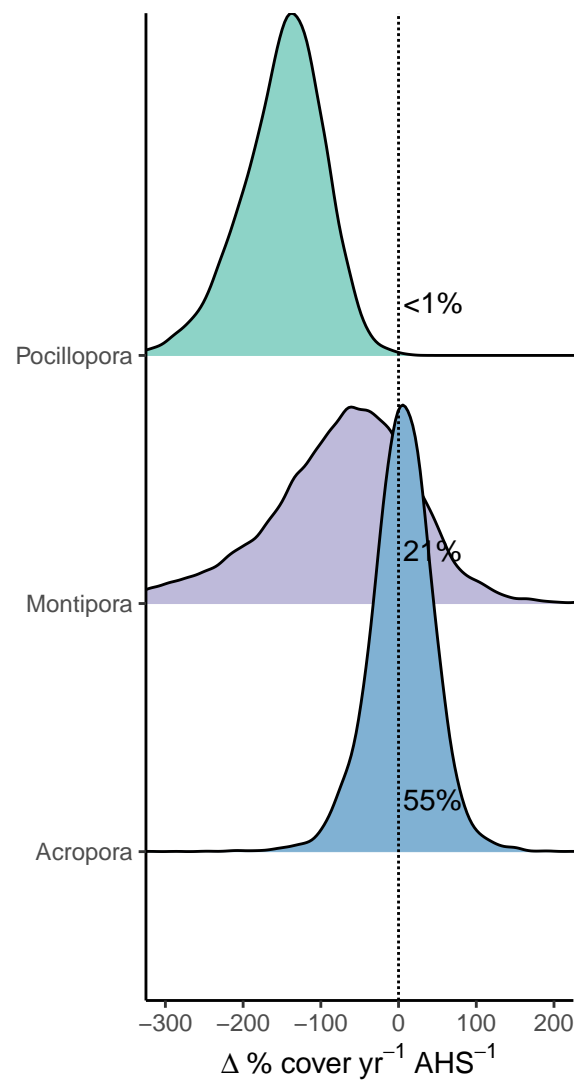 <1%
Pocillopora
21%
Montipora
55%
Acropora
−300 −200 −100 0 100 200
Δ % cover yr⁻¹ AHS⁻¹